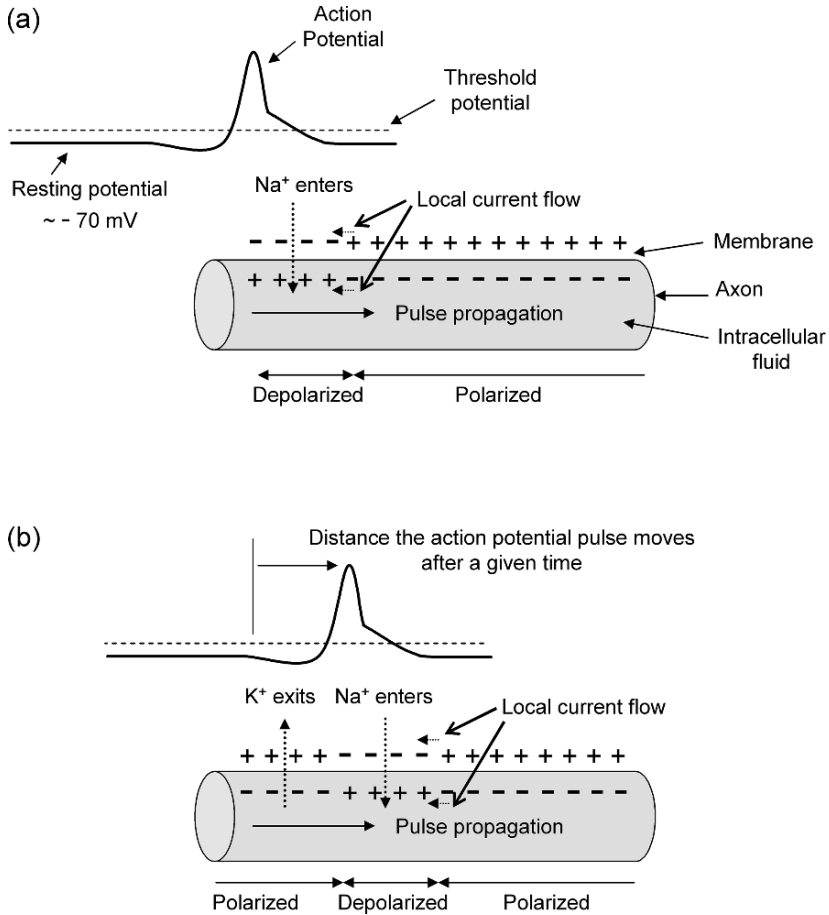 (a)
Action
Potential
Threshold
potential
Resting potential
~ – 70 mV
Na+ enters
Local current flow
– – – – + + + + + + + + + + + +
Membrane
+ + + + – – – – – – – – – – – –
Axon
Pulse propagation
Intracellular
fluid
Depolarized
Polarized
(b)
Distance the action potential pulse moves
after a given time
K+ exits
Na+ enters
Local current flow
+ + + + – – – – + + + + + + + +
– – – – + + + + – – – – – – – –
Pulse propagation
Polarized
Depolarized
Polarized